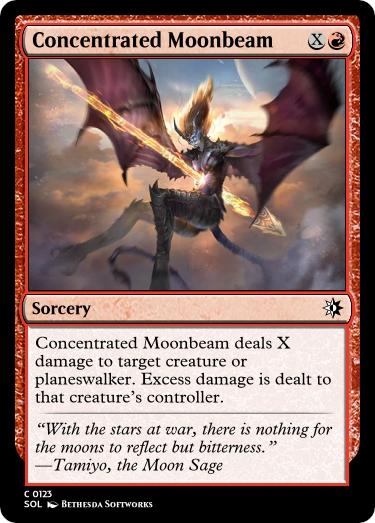 Concentrated Moonbeam X
Sorcery
Concentrated Moonbeam deals X
damage to target creature or
planeswalker. Excess damage is dealt to
that creature's controller.
“With the stars at war, there is nothing for
the moons to reflect but bitterness.”
—Tamiyo, the Moon Sage
C 0123
SOL Bethesda Softworks